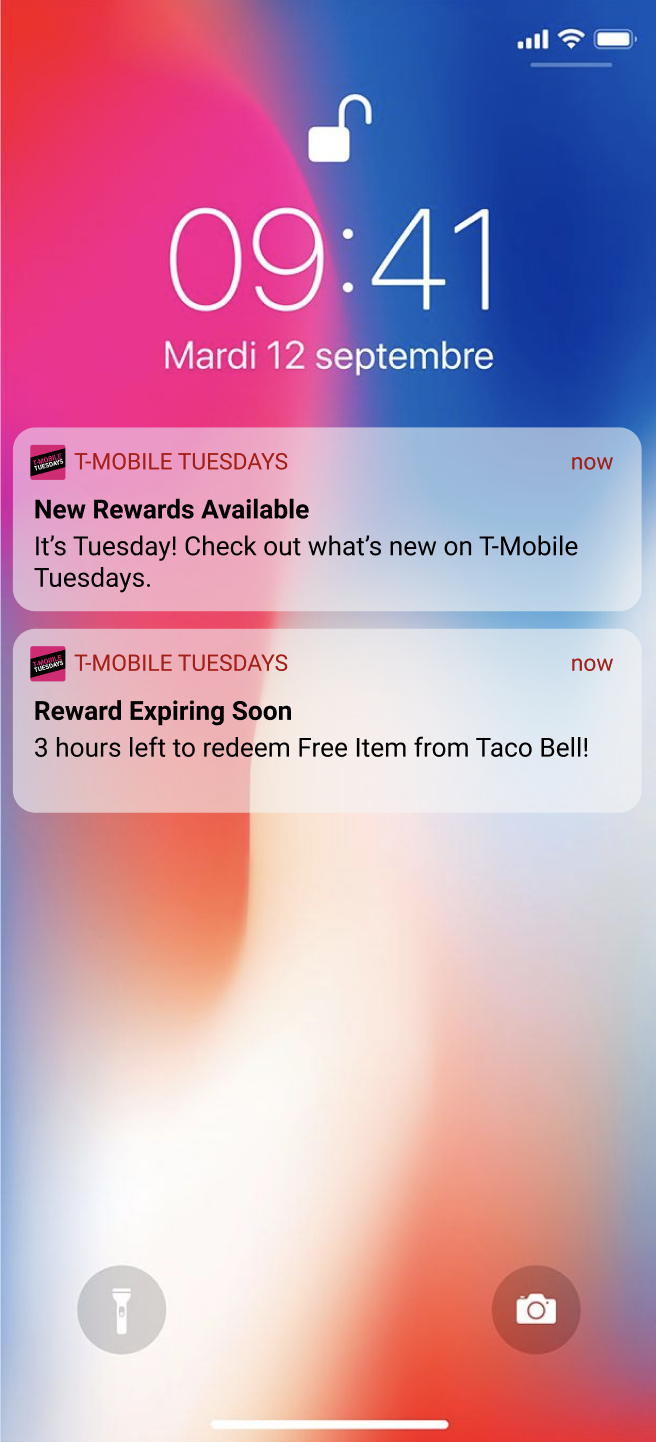 09:41
Mardi 12 septembre
T-MOBILE TUESDAYS
T-MOBILE TUESDAYS now
New Rewards Available
It’s Tuesday! Check out what’s new on T-Mobile
Tuesdays.
T-MOBILE TUESDAYS
T-MOBILE TUESDAYS now
Reward Expiring Soon
3 hours left to redeem Free Item from Taco Bell!